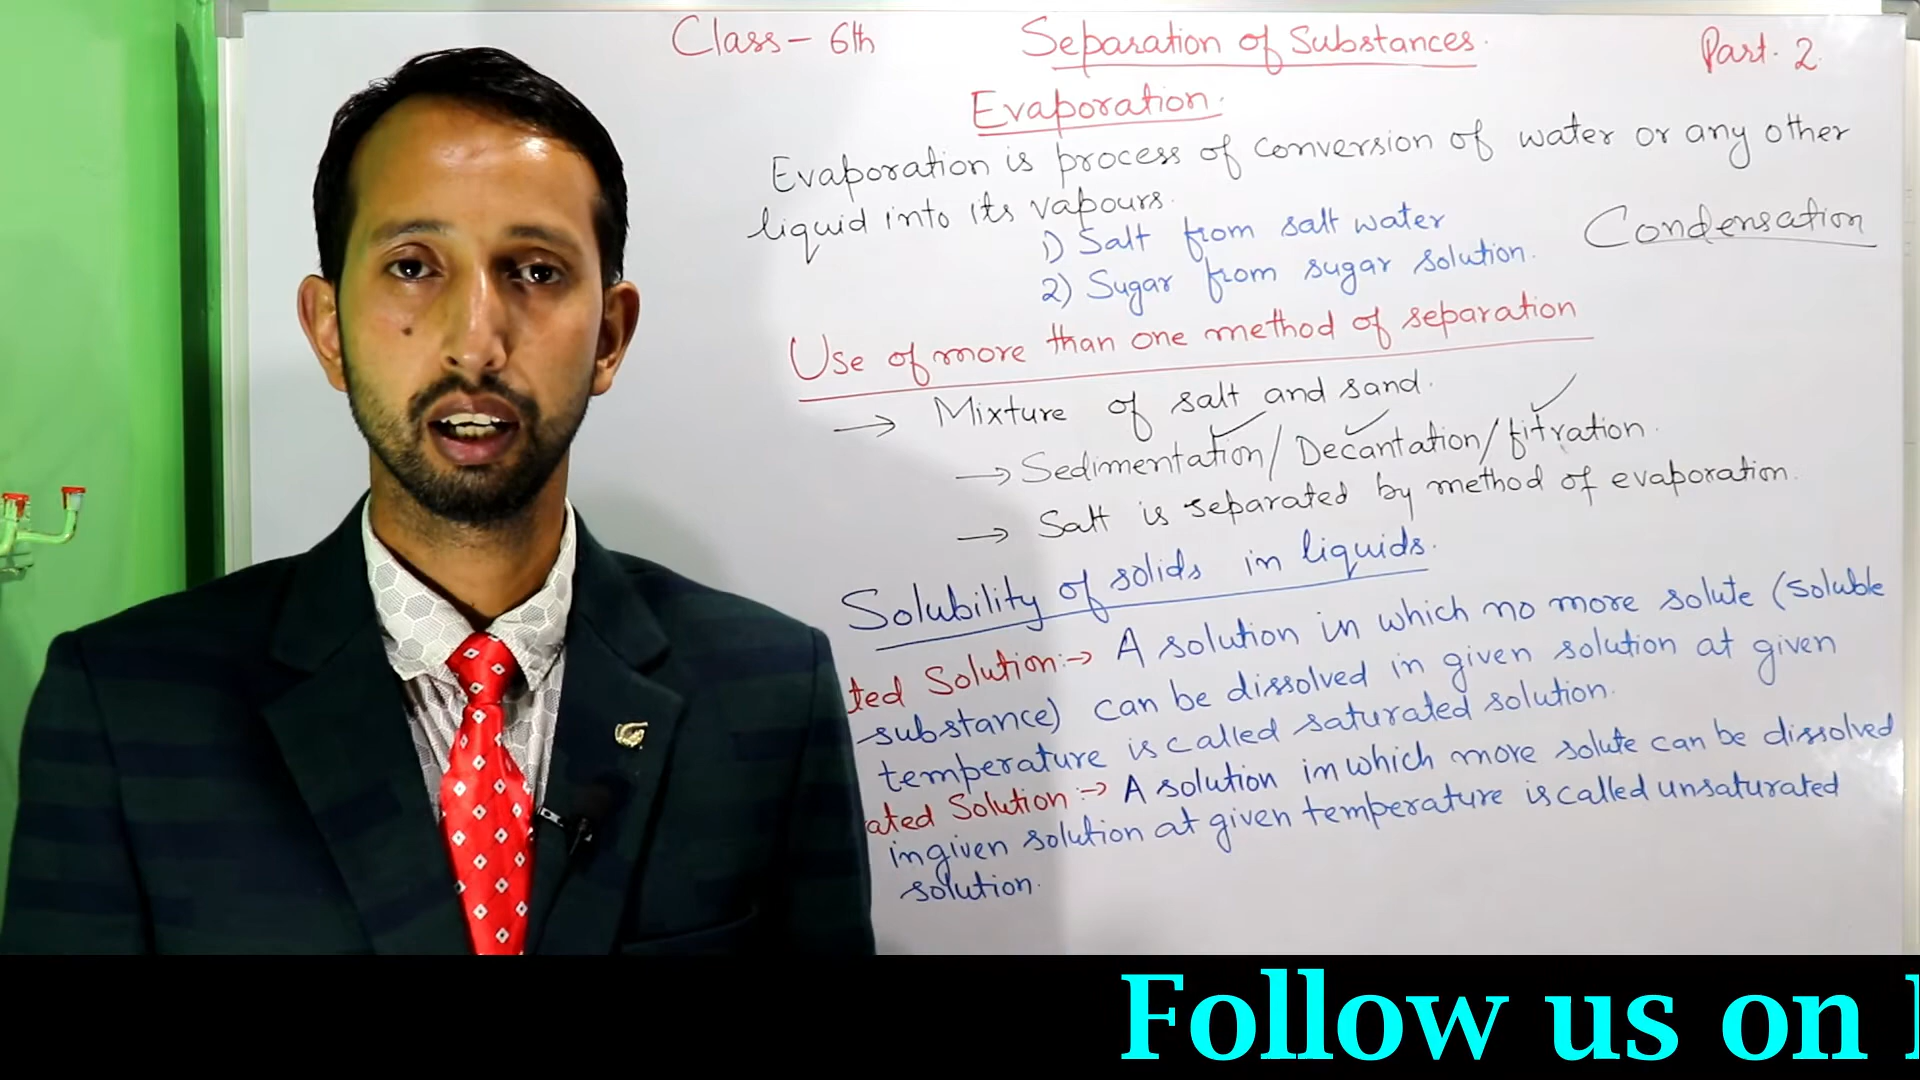 Class - 6th Separation of Substances. Part. 2
Evaporation.
Evaporation is process of conversion of water or any other
liquid into its vapours.
1) Salt from salt water
Condensation
2) Sugar from sugar solution.
Use of more than one method of separation
→ Mixture of salt and sand.
→ Sedimentation/Decantation/fitration.
→ Salt is separated by method of evaporation.
Solubility of solids in liquids.
ted Solution:→ A solution in which no more solute (soluble
substance) can be dissolved in given solution at given
temperature is called saturated solution.
ated Solution:→ A solution in which more solute can be dissolved
in given solution at given temperature is called unsaturated
solution.
Follow us on